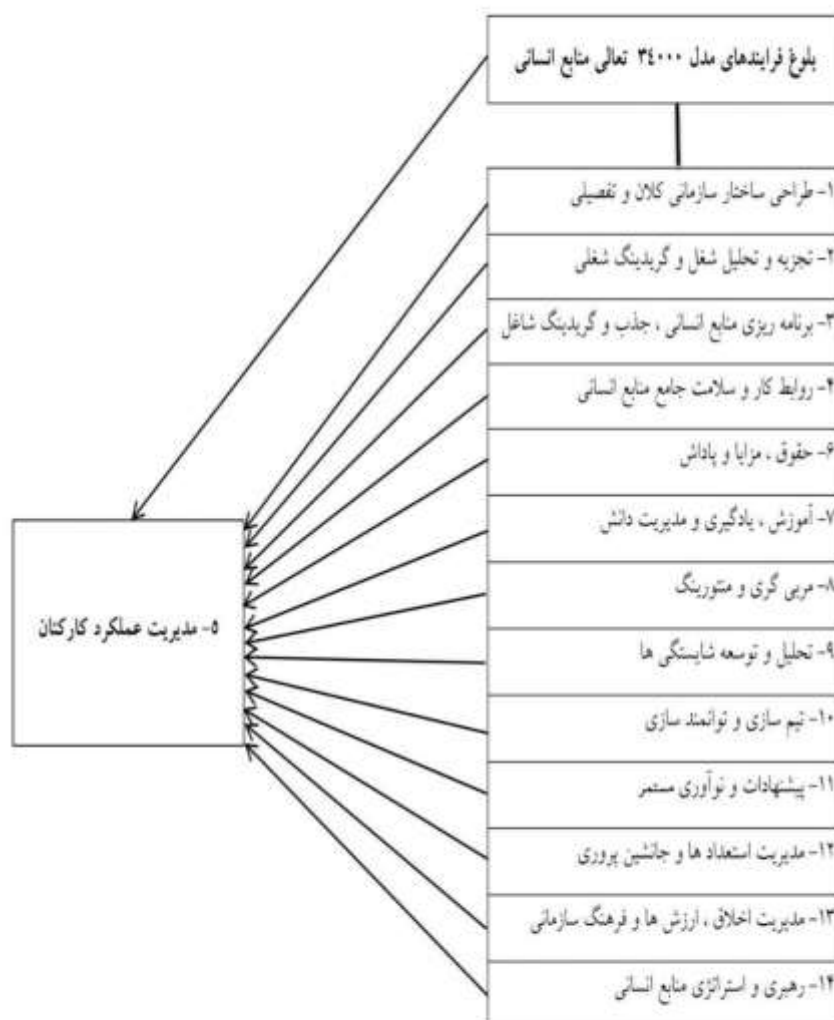 بلوغ فرایندهای مدل ۳۴۰۰۰ تعالی منابع انسانی
۱- طراحی ساختار سازمانی کلان و تفصیلی
۲- تجزیه و تحلیل شغل و گریدینگ شغلی
۳- برنامه ریزی منابع انسانی ، جذب و گریدینگ شاغل
۴- روابط کار و سلامت جامع منابع انسانی
۶- حقوق ، مزایا و پاداش
۷- آموزش ، یادگیری و مدیریت دانش
۸- مربی گری و منتورینگ
۹- تحلیل و توسعه شایستگی ها
۱۰- تیم سازی و توانمند سازی
۱۱- پیشنهادات و نوآوری مستمر
۱۲- مدیریت استعداد ها و جانشین پروری
۱۳- مدیریت اخلاق ، ارزش ها و فرهنگ سازمانی
۱۴- رهبری و استراتژی منابع انسانی
۵- مدیریت عملکرد کارکنان